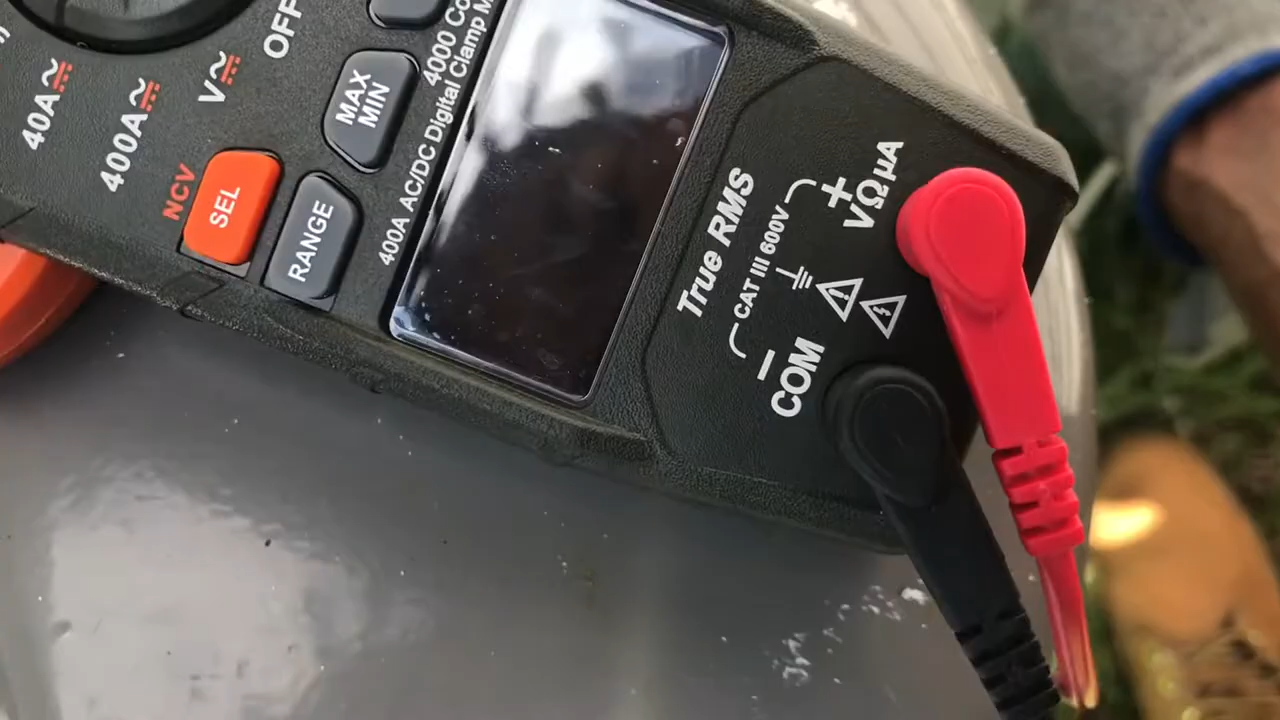 40A
400A
V
OFF
NCV
SEL
MAX
MIN
RANGE
4000 Co
400A AC/DC Digital Clamp M
True RMS
CAT III 600V
+
VΩµA
−
COM